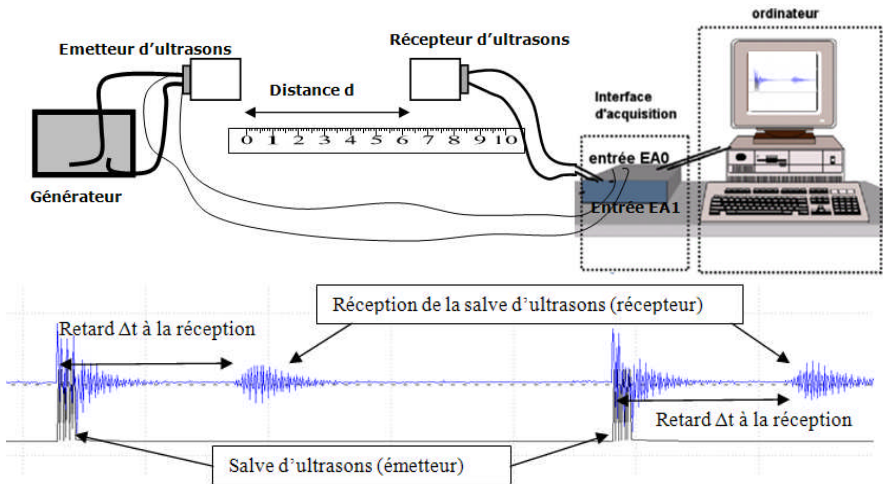 ordinateur
Emetteur d'ultrasons
Récepteur d'ultrasons
Distance d
Interface
d'acquisition
0 1 2 3 4 5 6 7 8 9 10
entrée EA0
Générateur
Entrée EA1
Réception de la salve d'ultrasons (récepteur)
Retard Δt à la réception
Retard Δt à la réception
Salve d'ultrasons (émetteur)